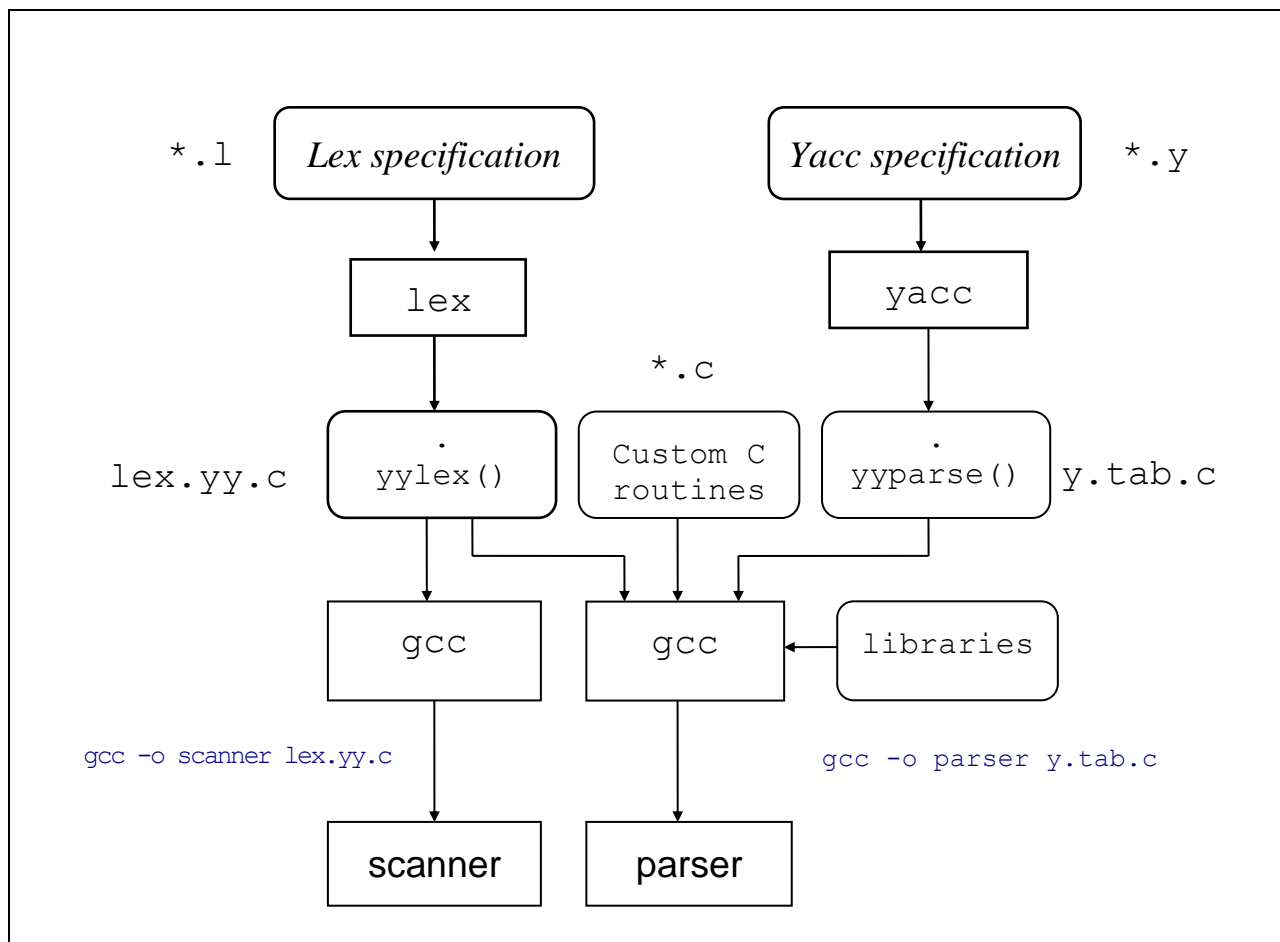 *.l
Lex specification
Yacc specification
*.y
lex
yacc
*.c
lex.yy.c
.
yylex()
Custom C
routines
.
yyparse()
y.tab.c
gcc
gcc
libraries
gcc -o scanner lex.yy.c
gcc -o parser y.tab.c
scanner
parser